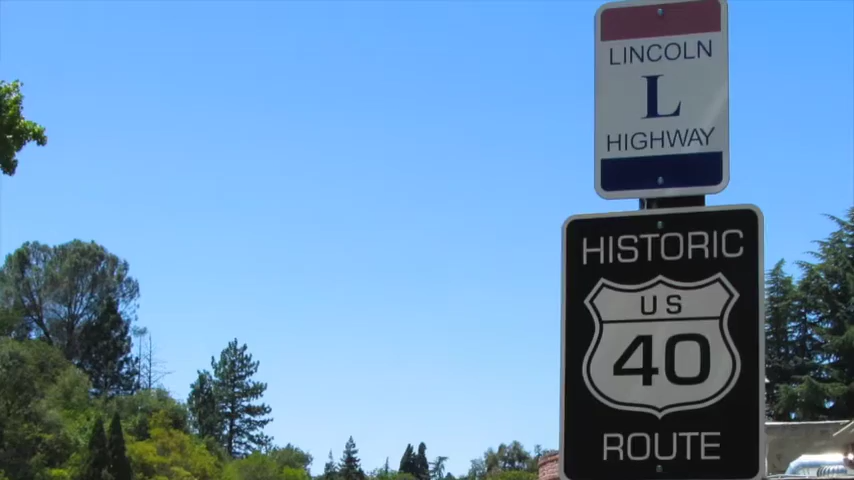 LINCOLN
L
HIGHWAY
HISTORIC
US
40
ROUTE